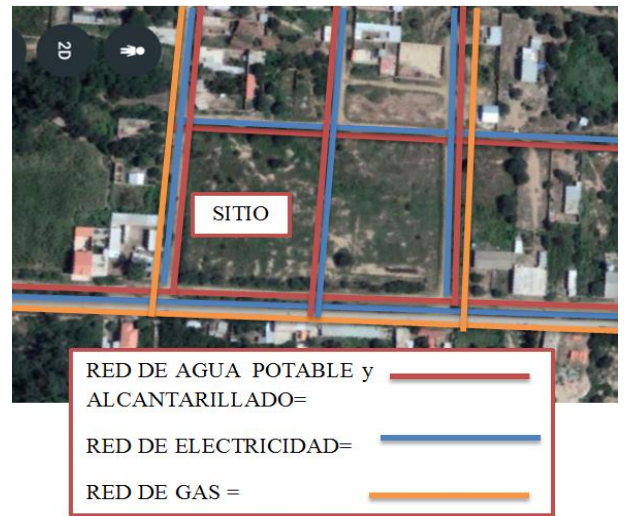 2D
SITIO
RED DE AGUA POTABLE y
ALCANTARILLADO=
RED DE ELECTRICIDAD=
RED DE GAS =